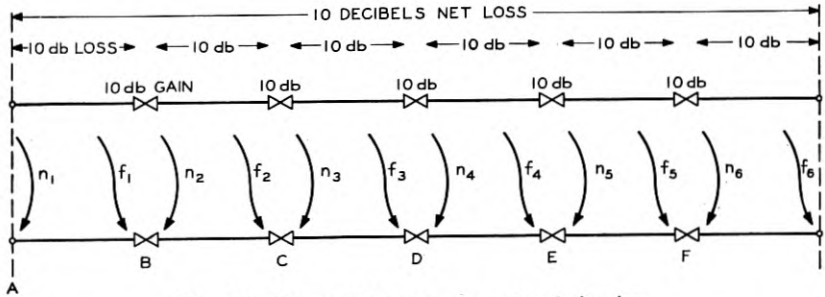 10 DECIBELS NET LOSS
10 db LOSS 10 db 10 db 10 db 10 db 10 db
10 db GAIN 10 db 10 db 10 db 10 db
n1 f1 n2 f2 n3 f3 n4 f4 n5 f5 n6 f6
B C D E F
A